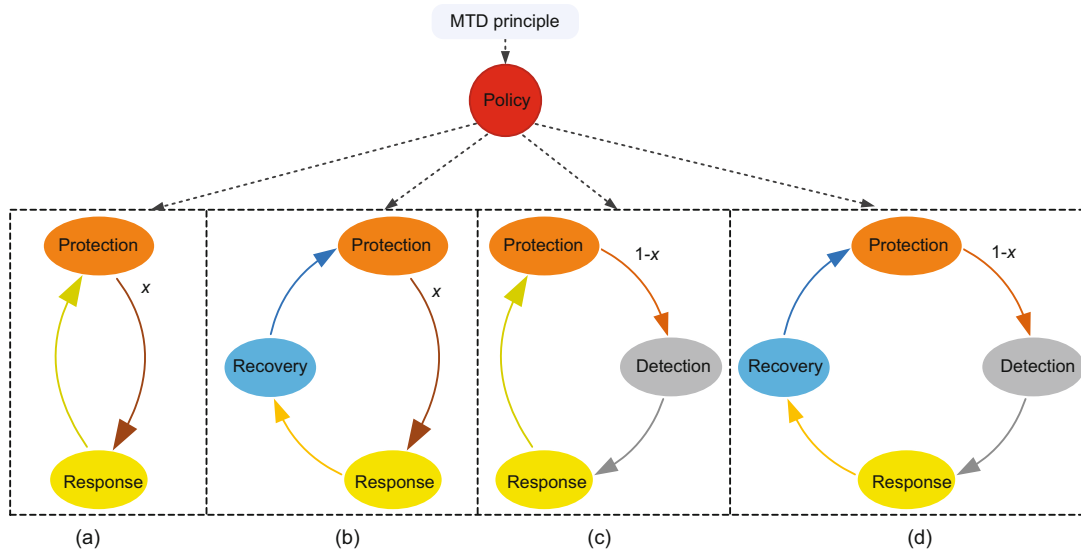 MTD principle
Policy
Protection
x
Response
Protection
x
Recovery
Response
Protection
1-x
Detection
Response
Protection
1-x
Recovery
Detection
Response
(a)
(b)
(c)
(d)